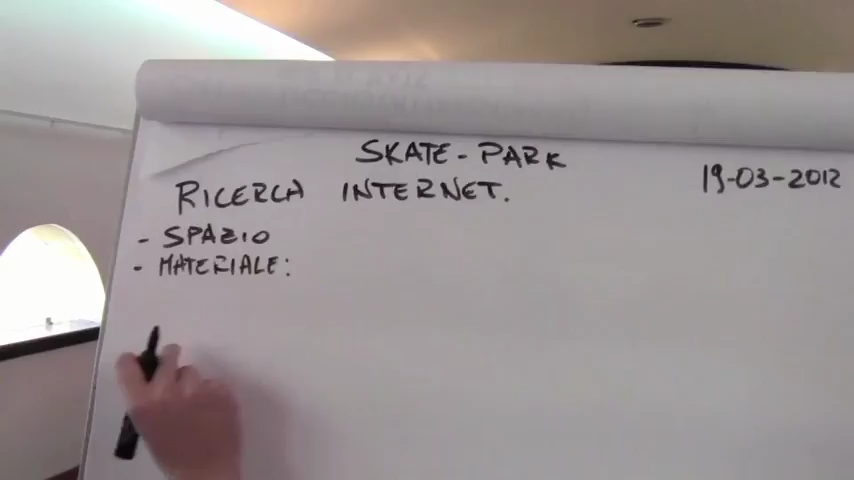 SKATE-PARK
19-03-2012
RICERCA INTERNET.
- SPAZIO
- MATERIALE: